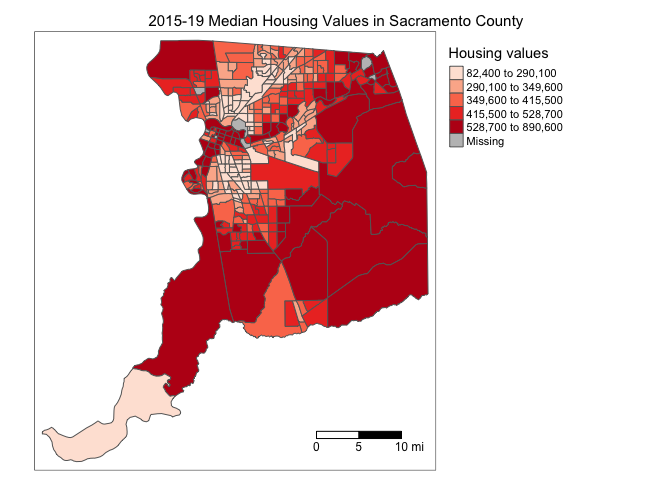 2015-19 Median Housing Values in Sacramento County
Housing values
82,400 to 290,100
290,100 to 349,600
349,600 to 415,500
415,500 to 528,700
528,700 to 890,600
Missing
0 5 10 mi